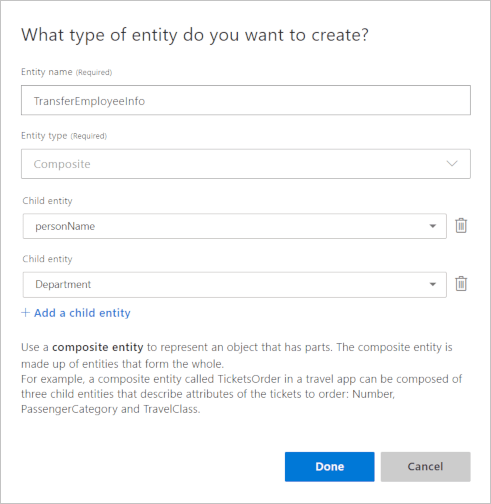 What type of entity do you want to create?
Entity name (Required)
TransferEmployeeInfo
Entity type (Required)
Composite
Child entity
personName
Child entity
Department
+ Add a child entity
Use a composite entity to represent an object that has parts. The composite entity is
made up of entities that form the whole.
For example, a composite entity called TicketsOrder in a travel app can be composed of
three child entities that describe attributes of the tickets to order: Number,
PassengerCategory and TravelClass.
Done
Cancel